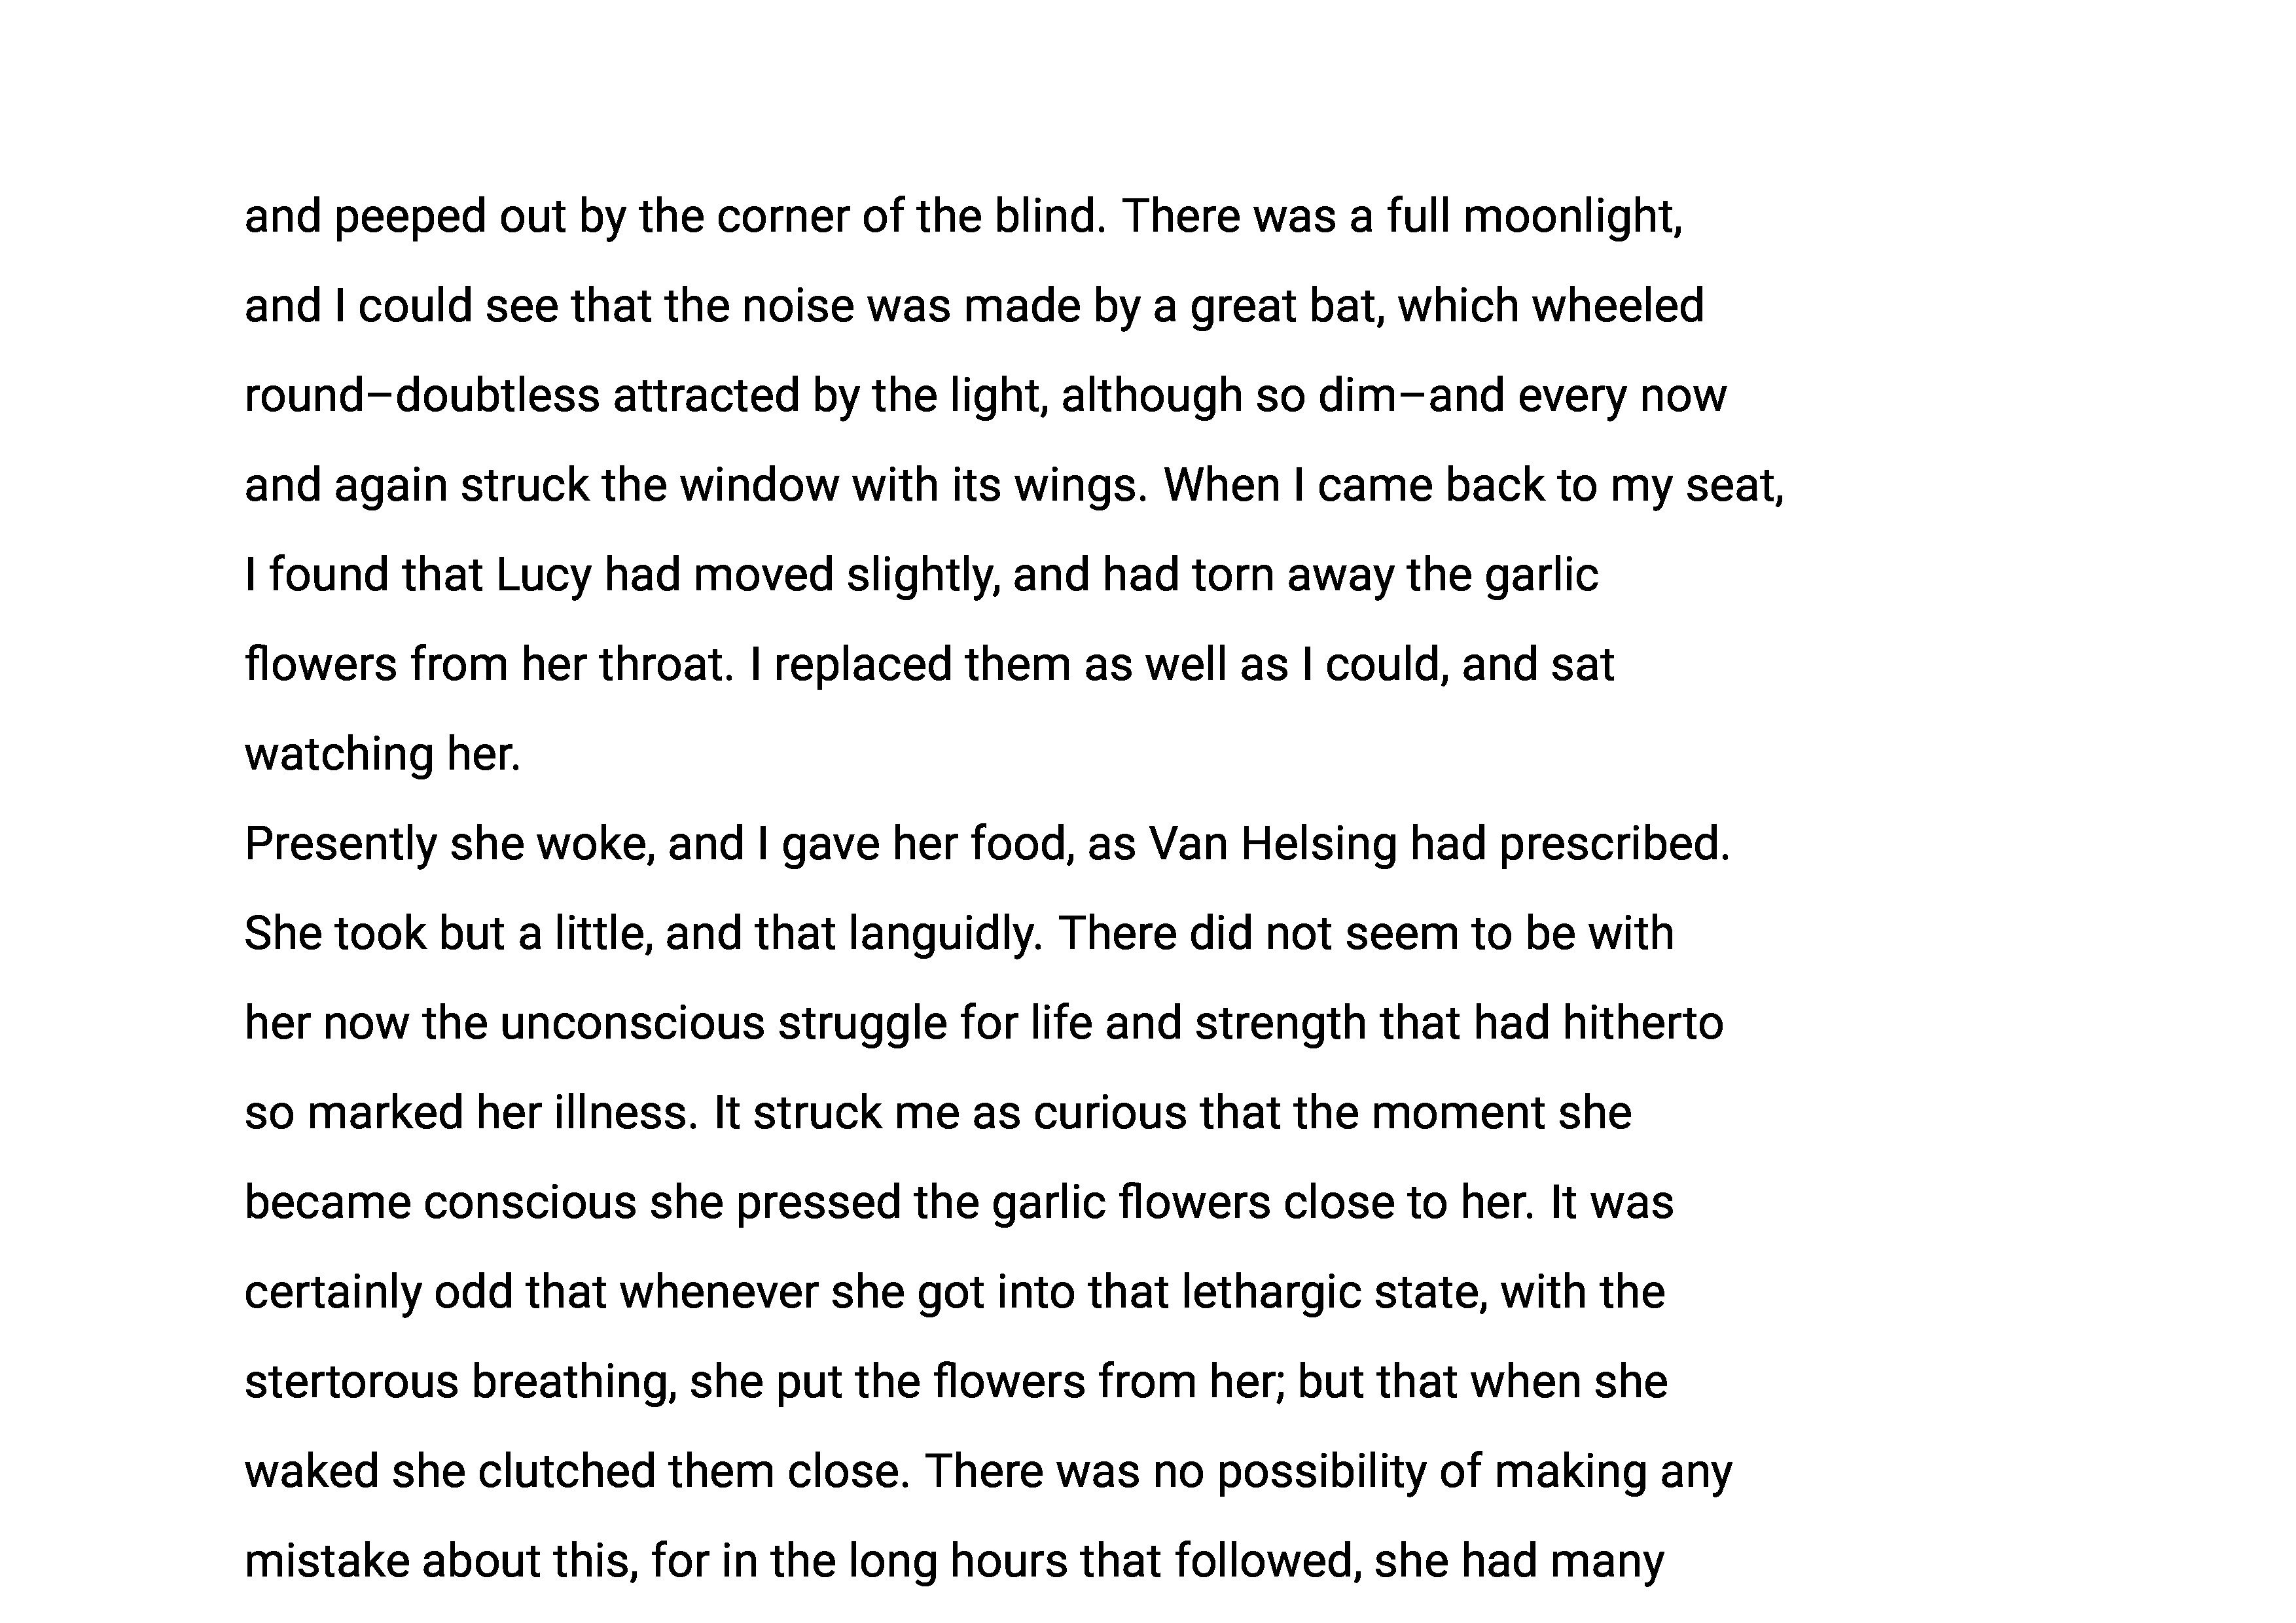 and peeped out by the corner of the blind. There was a full moonlight,
and I could see that the noise was made by a great bat, which wheeled
round–doubtless attracted by the light, although so dim–and every now
and again struck the window with its wings. When I came back to my seat,
I found that Lucy had moved slightly, and had torn away the garlic
flowers from her throat. I replaced them as well as I could, and sat
watching her.
Presently she woke, and I gave her food, as Van Helsing had prescribed.
She took but a little, and that languidly. There did not seem to be with
her now the unconscious struggle for life and strength that had hitherto
so marked her illness. It struck me as curious that the moment she
became conscious she pressed the garlic flowers close to her. It was
certainly odd that whenever she got into that lethargic state, with the
stertorous breathing, she put the flowers from her; but that when she
waked she clutched them close. There was no possibility of making any
mistake about this, for in the long hours that followed, she had many